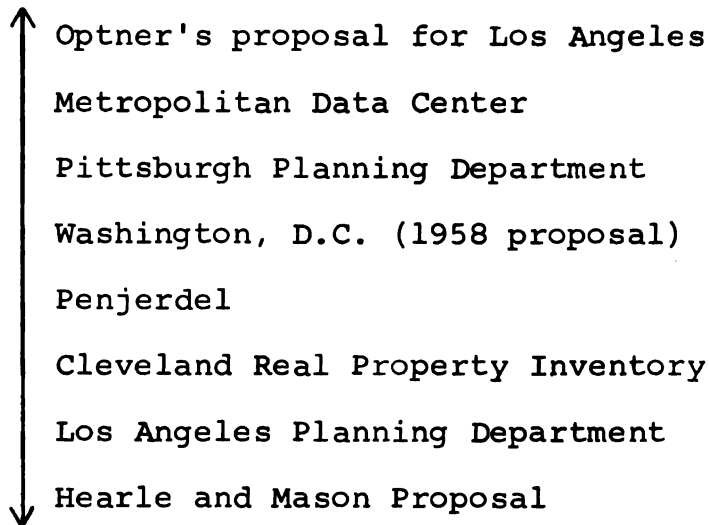 Optner's proposal for Los Angeles
Metropolitan Data Center
Pittsburgh Planning Department
Washington, D.C. (1958 proposal)
Penjerdel
Cleveland Real Property Inventory
Los Angeles Planning Department
Hearle and Mason Proposal